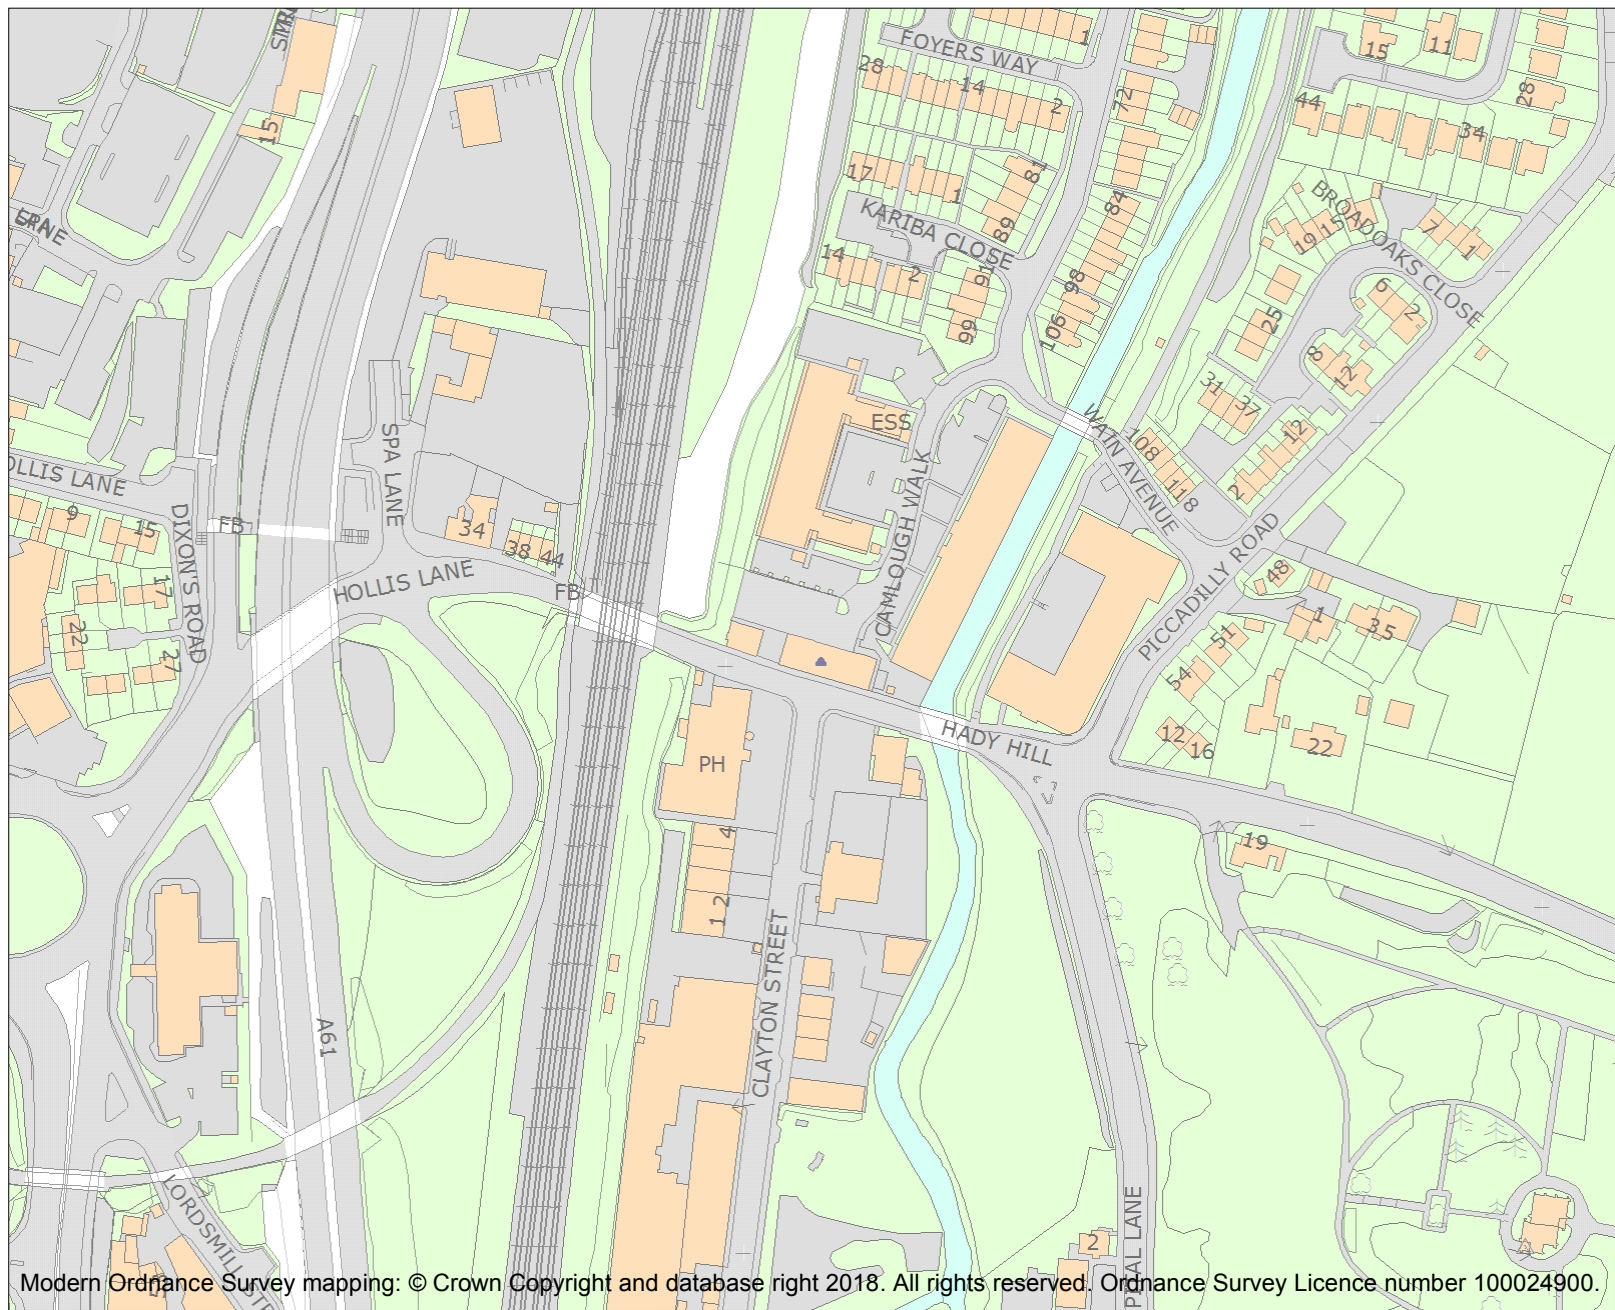 FOYERS WAY
1
28
14
2
72
15
11
28
44
34
15
17
1
81
KARIBA CLOSE
89
84
BROADOAKS CLOSE
19
15
7
1
14
2
91
98
99
106
6
2
25
8
12
31
37
ESS
SPA LANE
WAIN AVENUE
108
118
12
2
HOLLIS LANE
9
15
DIXON'S ROAD
FB
34
38
44
CAMLOUGH WALK
PICCADILLY ROAD
HOLLIS LANE
FB
17
22
27
48
1
35
51
54
12
16
22
HADY HILL
PH
4
1 2
19
CLAYTON STREET
A61
LORDSMILL
PIPAL LANE
2
Modern Ordnance Survey mapping: © Crown Copyright and database right 2018. All rights reserved. Ordnance Survey Licence number 100024900.